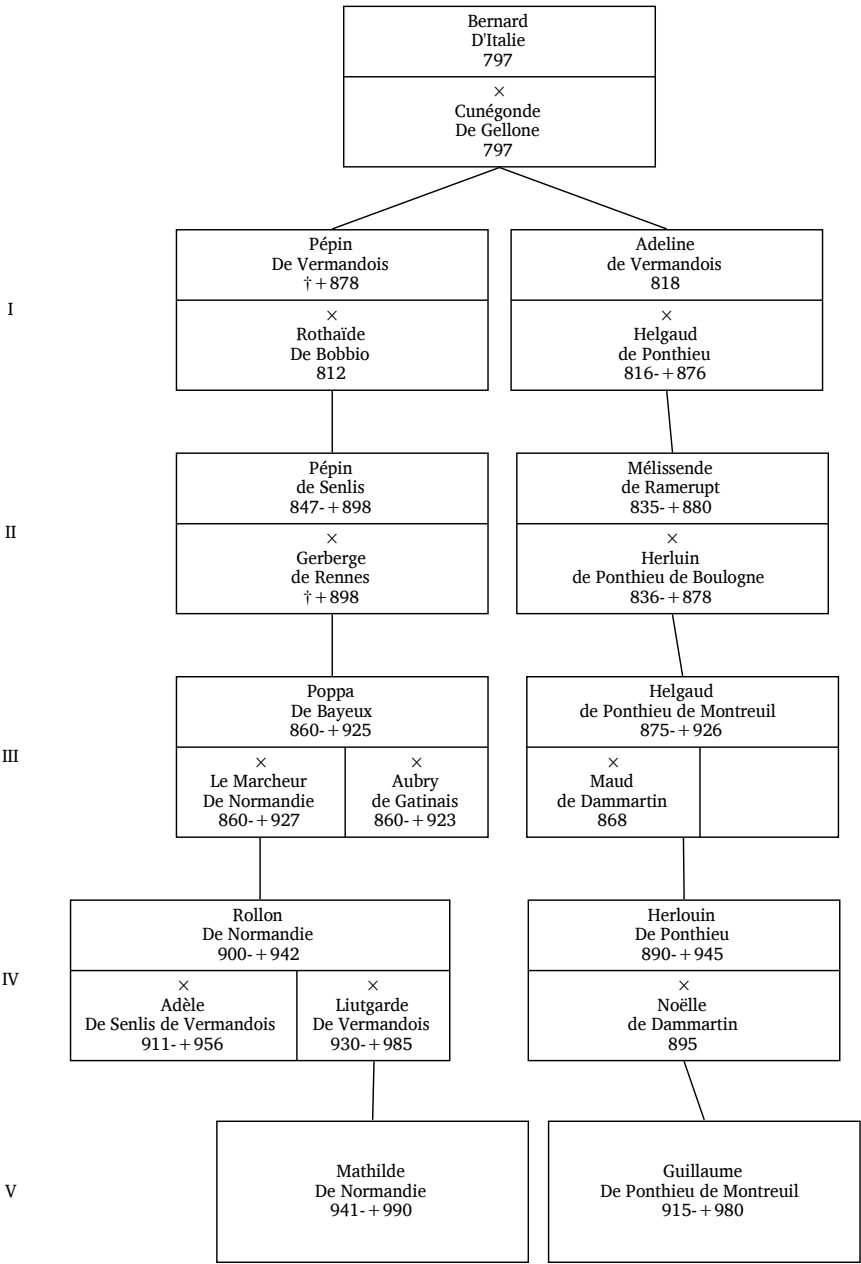 Bernard
D'Italie
797
×
Cunégonde
De Gellone
797
I
Pépin
De Vermandois
†+878
×
Rothaïde
De Bobbio
812
Adeline
de Vermandois
818
×
Helgaud
de Ponthieu
816-+876
II
Pépin
de Senlis
847-+898
×
Gerberge
de Rennes
†+898
Mélissende
de Ramerupt
835-+880
×
Herluin
de Ponthieu de Boulogne
836-+878
III
Poppa
De Bayeux
860-+925
×
Le Marcheur
De Normandie
860-+927
×
Aubry
de Gatinais
860-+923
Helgaud
de Ponthieu de Montreuil
875-+926
×
Maud
de Dammartin
868
IV
Rollon
De Normandie
900-+942
×
Adèle
De Senlis de Vermandois
911-+956
×
Liutgarde
De Vermandois
930-+985
Herlouin
De Ponthieu
890-+945
×
Noëlle
de Dammartin
895
V
Mathilde
De Normandie
941-+990
Guillaume
De Ponthieu de Montreuil
915-+980